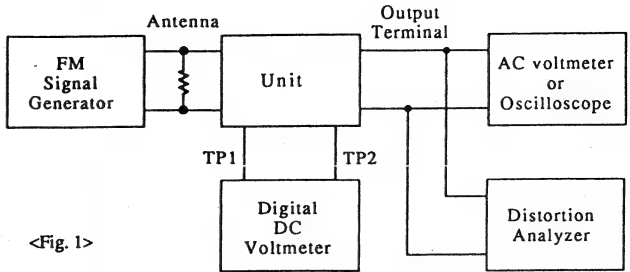 Antenna
Output
Terminal
FM
Signal
Generator
Unit
AC voltmeter
or
Oscilloscope
TP1
TP2
Digital
DC
Voltmeter
Distortion
Analyzer
<Fig. 1>